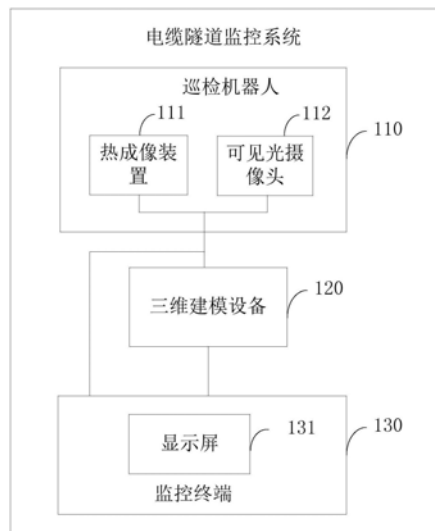 电缆隧道监控系统
巡检机器人
111
112
110
热成像装
置
可见光摄
像头
三维建模设备
120
显示屏
131
130
监控终端